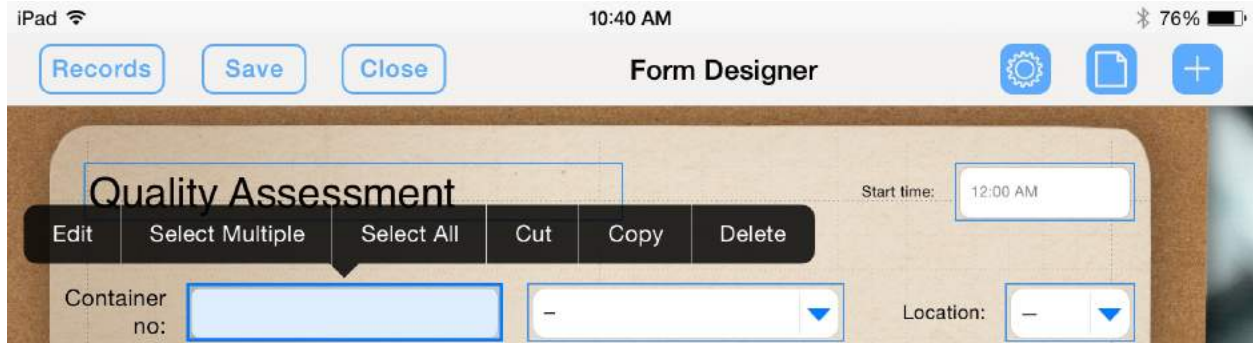 iPad 10:40 AM 76%
Records Save Close Form Designer
Quality Assessment Start time: 12:00 AM
Edit Select Multiple Select All Cut Copy Delete
Container
no: – Location: –